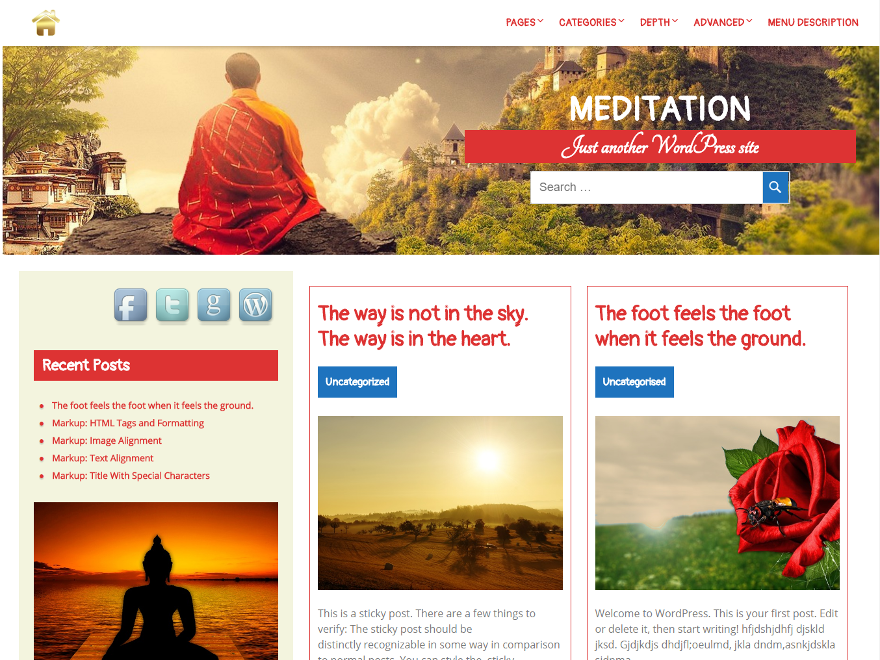 PAGES CATEGORIES DEPTH ADVANCED MENU DESCRIPTION
MEDITATION
Just another WordPress site
Search …
Recent Posts
The foot feels the foot when it feels the ground.
Markup: HTML Tags and Formatting
Markup: Image Alignment
Markup: Text Alignment
Markup: Title With Special Characters
The way is not in the sky.
The way is in the heart.
Uncategorized
This is a sticky post. There are a few things to
verify: The sticky post should be
distinctly recognizable in some way in comparison
to normal posts. You can style the .sticky
The foot feels the foot
when it feels the ground.
Uncategorised
Welcome to WordPress. This is your first post. Edit
or delete it, then start writing! hfjdshjdhfj djskld
jksd. Gjdjkdjs dhdjfl;oeulmd, jkla dndm,asnkjdskla